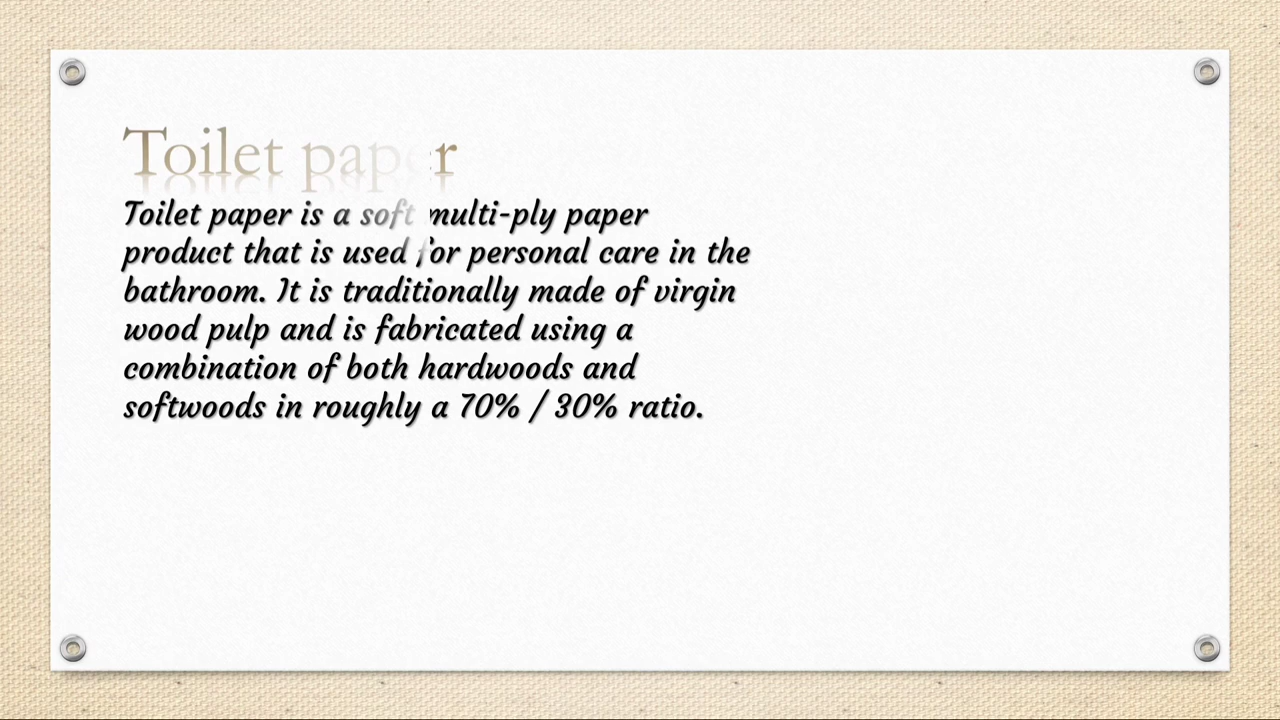 Toilet paper
Toilet paper is a soft multi-ply paper
product that is used for personal care in the
bathroom. It is traditionally made of virgin
wood pulp and is fabricated using a
combination of both hardwoods and
softwoods in roughly a 70% / 30% ratio.